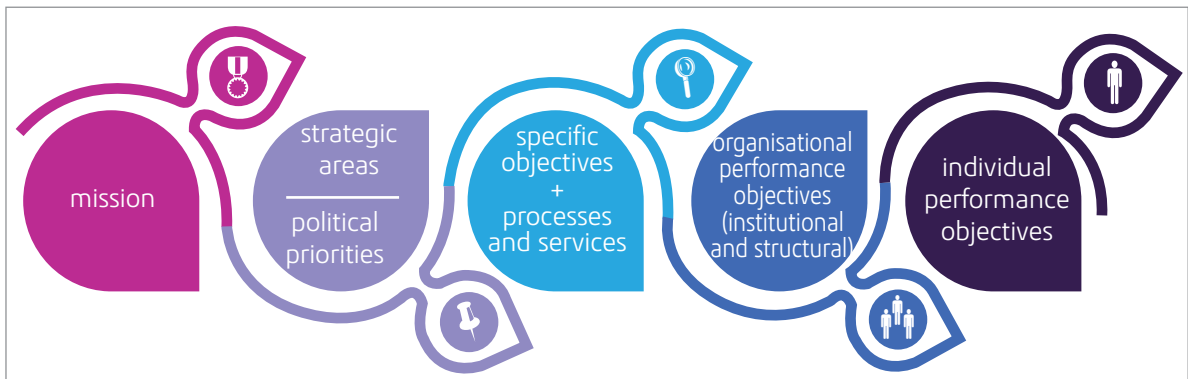 mission
strategic
areas
political
priorities
specific
objectives
+
processes
and services
organisational
performance
objectives
(institutional
and structural)
individual
performance
objectives